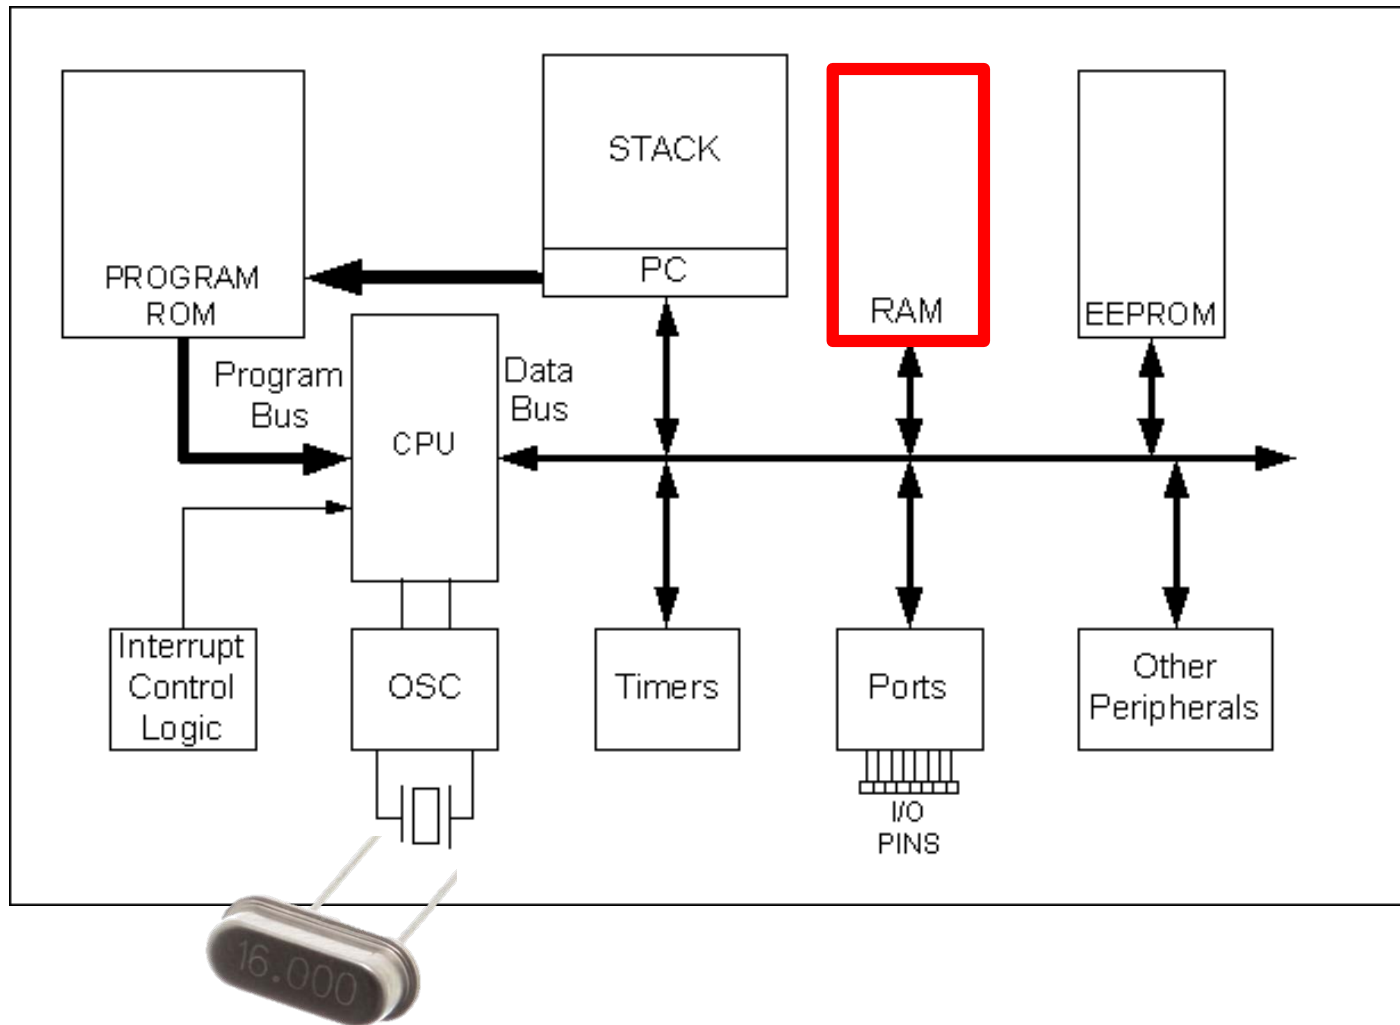 STACK
PC
PROGRAM
ROM
RAM
EEPROM
Program
Bus
Data
Bus
CPU
Interrupt
Control
Logic
OSC
Timers
Ports
Other
Peripherals
I/O
PINS
16.000